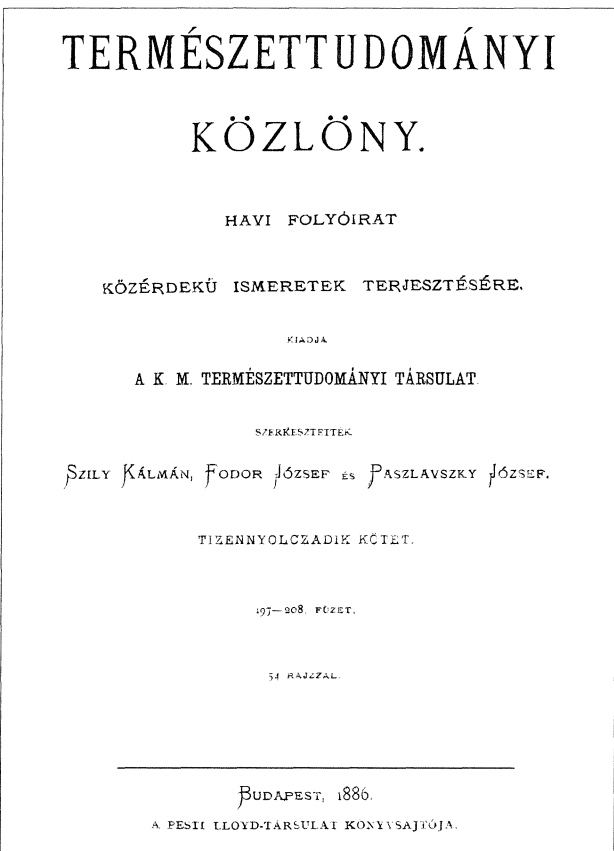 TERMÉSZETTUDOMÁNYI
KÖZLÖNY.
HAVI FOLYÓIRAT
KÖZÉRDEKŰ ISMERETEK TERJESZTÉSÉRE.
KIADJA
A K. M. TERMÉSZETTUDOMÁNYI TÁRSULAT.
SZERKESZTETTÉK
SZILY KÁLMÁN, FODOR JÓZSEF ÉS PASZLAVSZKY JÓZSEF.
TIZENNYOLCZADIK KÖTET.
197—208. FÜZET.
54 RAJZZAL.
BUDAPEST, 1886.
A PESTI LLOYD-TÁRSULAT KÖNYVSAJTÓJA.